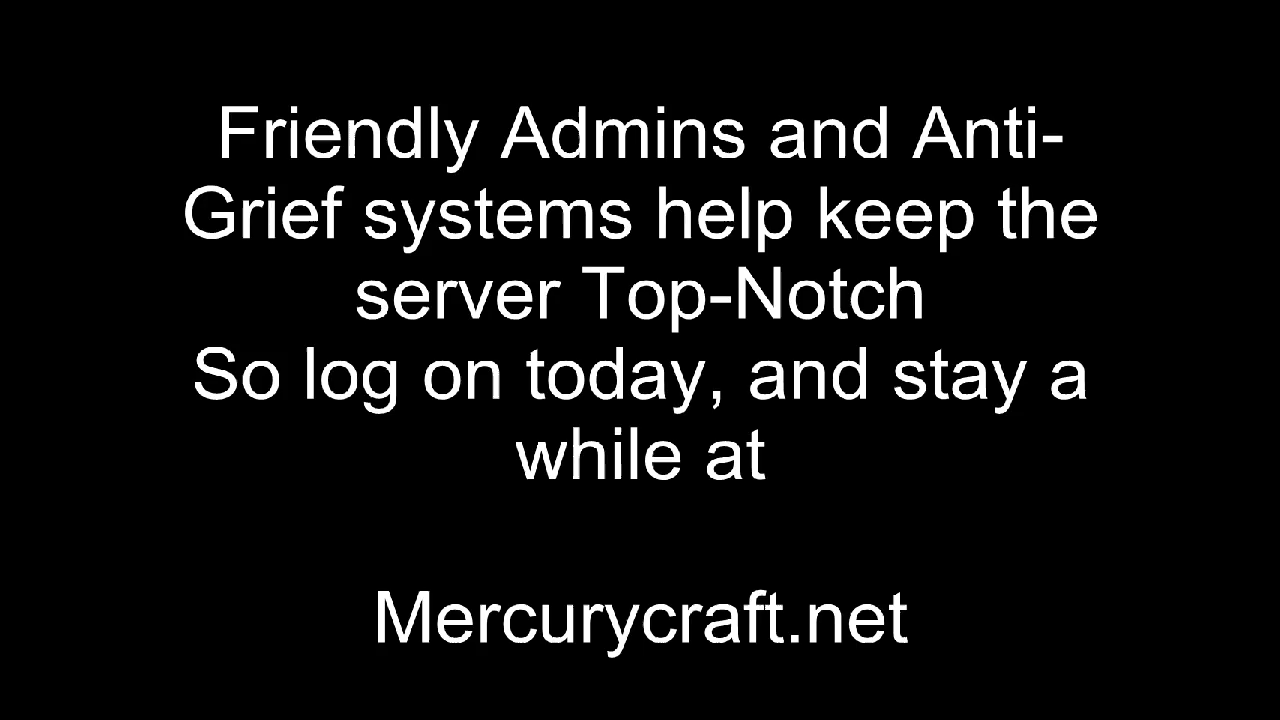 Friendly Admins and Anti-
Grief systems help keep the
server Top-Notch
So log on today, and stay a
while at
Mercurycraft.net